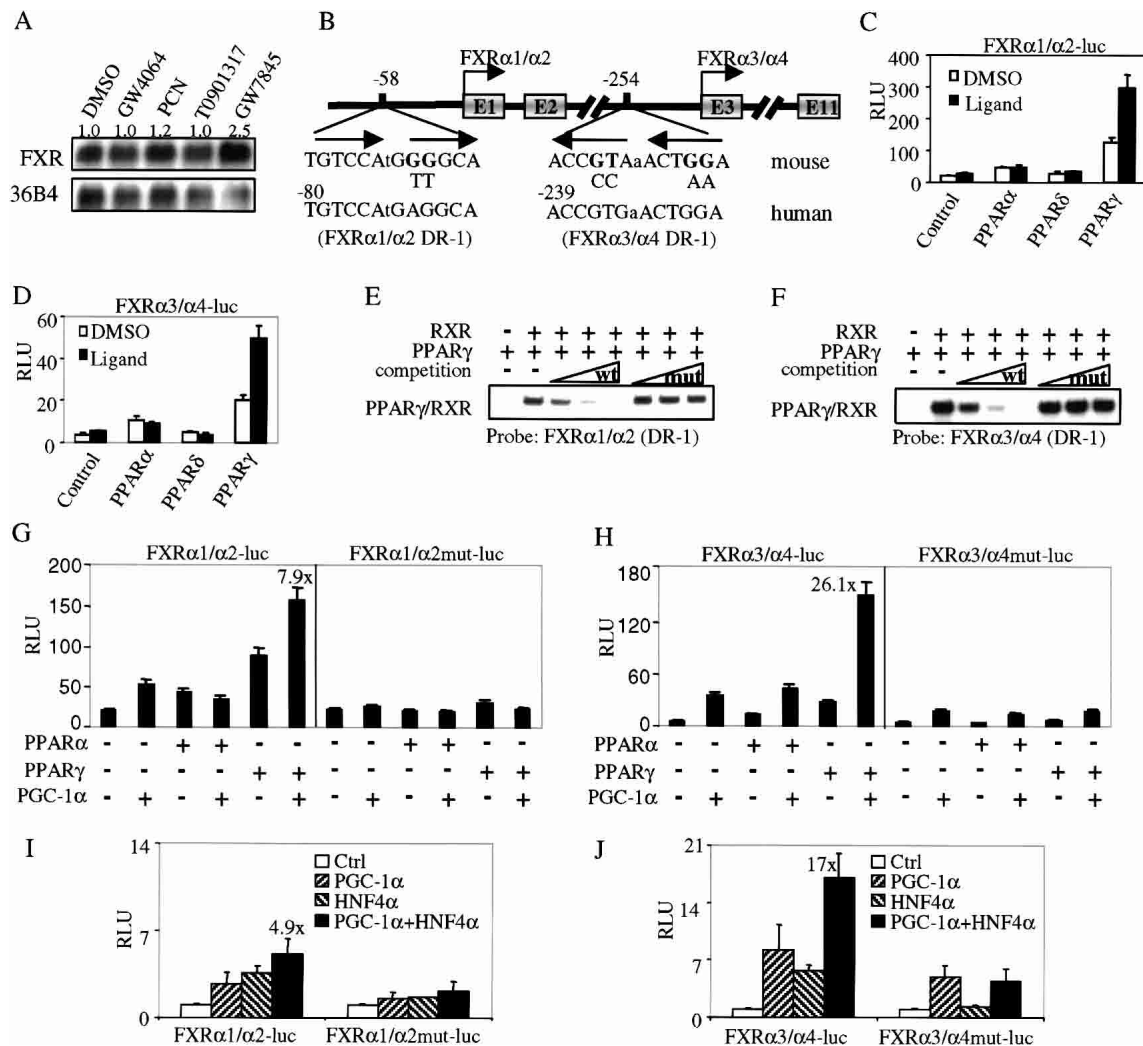 A
DMSO GW4064 PCN T0901317 GW7845
1.0 1.0 1.2 1.0 2.5
FXR
36B4
B
FXRα1/α2 FXRα3/α4
-58 -254
E1 E2 E3 E11
TGTCCAtGGGGCA ACCGTAaACTGGA mouse
TT CC AA
-80 -239
TGTCCAtGAGGCA ACCGTGaACTGGA human
(FXRα1/α2 DR-1) (FXRα3/α4 DR-1)
C
FXRα1/α2-luc
RLU
400
300
200
100
0
DMSO
Ligand
Control PPARα PPARδ PPARγ
D
FXRα3/α4-luc
RLU
60
40
20
0
DMSO
Ligand
Control PPARα PPARδ PPARγ
E
RXR - + + + + + + +
PPARγ + + + + + + + +
competition - - wt mut
PPARγ/RXR
Probe: FXRα1/α2 (DR-1)
F
RXR - + + + + + + +
PPARγ + + + + + + + +
competition - - wt mut
PPARγ/RXR
Probe: FXRα3/α4 (DR-1)
G
FXRα1/α2-luc FXRα1/α2mut-luc
RLU
200
150
100
50
0
7.9x
PPARα - - + + - - - - + + - -
PPARγ - - - - + + - - - - + +
PGC-1α - + - + - + - + - + - +
H
FXRα3/α4-luc FXRα3/α4mut-luc
RLU
180
120
60
0
26.1x
PPARα - - + + - - - - + + - -
PPARγ - - - - + + - - - - + +
PGC-1α - + - + - + - + - + - +
I
RLU
14
7
0
Ctrl
PGC-1α
HNF4α
PGC-1α+HNF4α
4.9x
FXRα1/α2-luc FXRα1/α2mut-luc
J
RLU
21
14
7
0
17x
Ctrl
PGC-1α
HNF4α
PGC-1α+HNF4α
FXRα3/α4-luc FXRα3/α4mut-luc